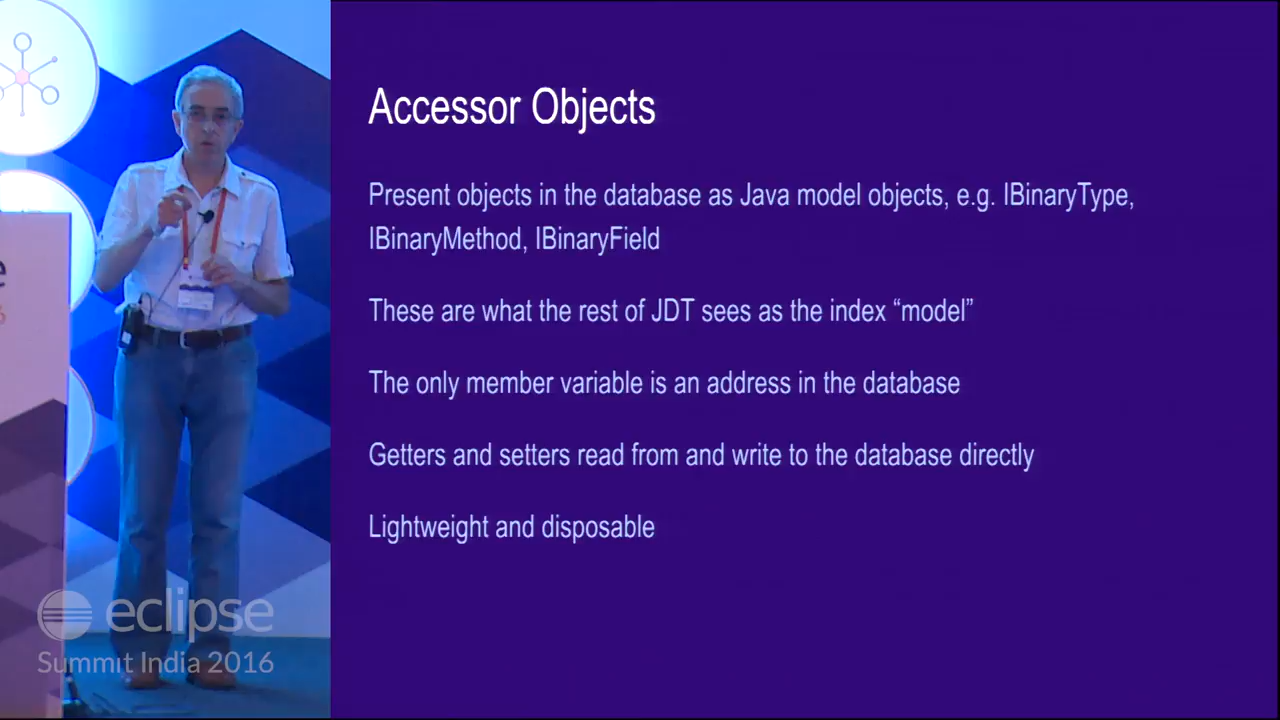 Accessor Objects
Present objects in the database as Java model objects, e.g. IBinaryType,
IBinaryMethod, IBinaryField
These are what the rest of JDT sees as the index “model”
The only member variable is an address in the database
Getters and setters read from and write to the database directly
Lightweight and disposable
eclipse
Summit India 2016